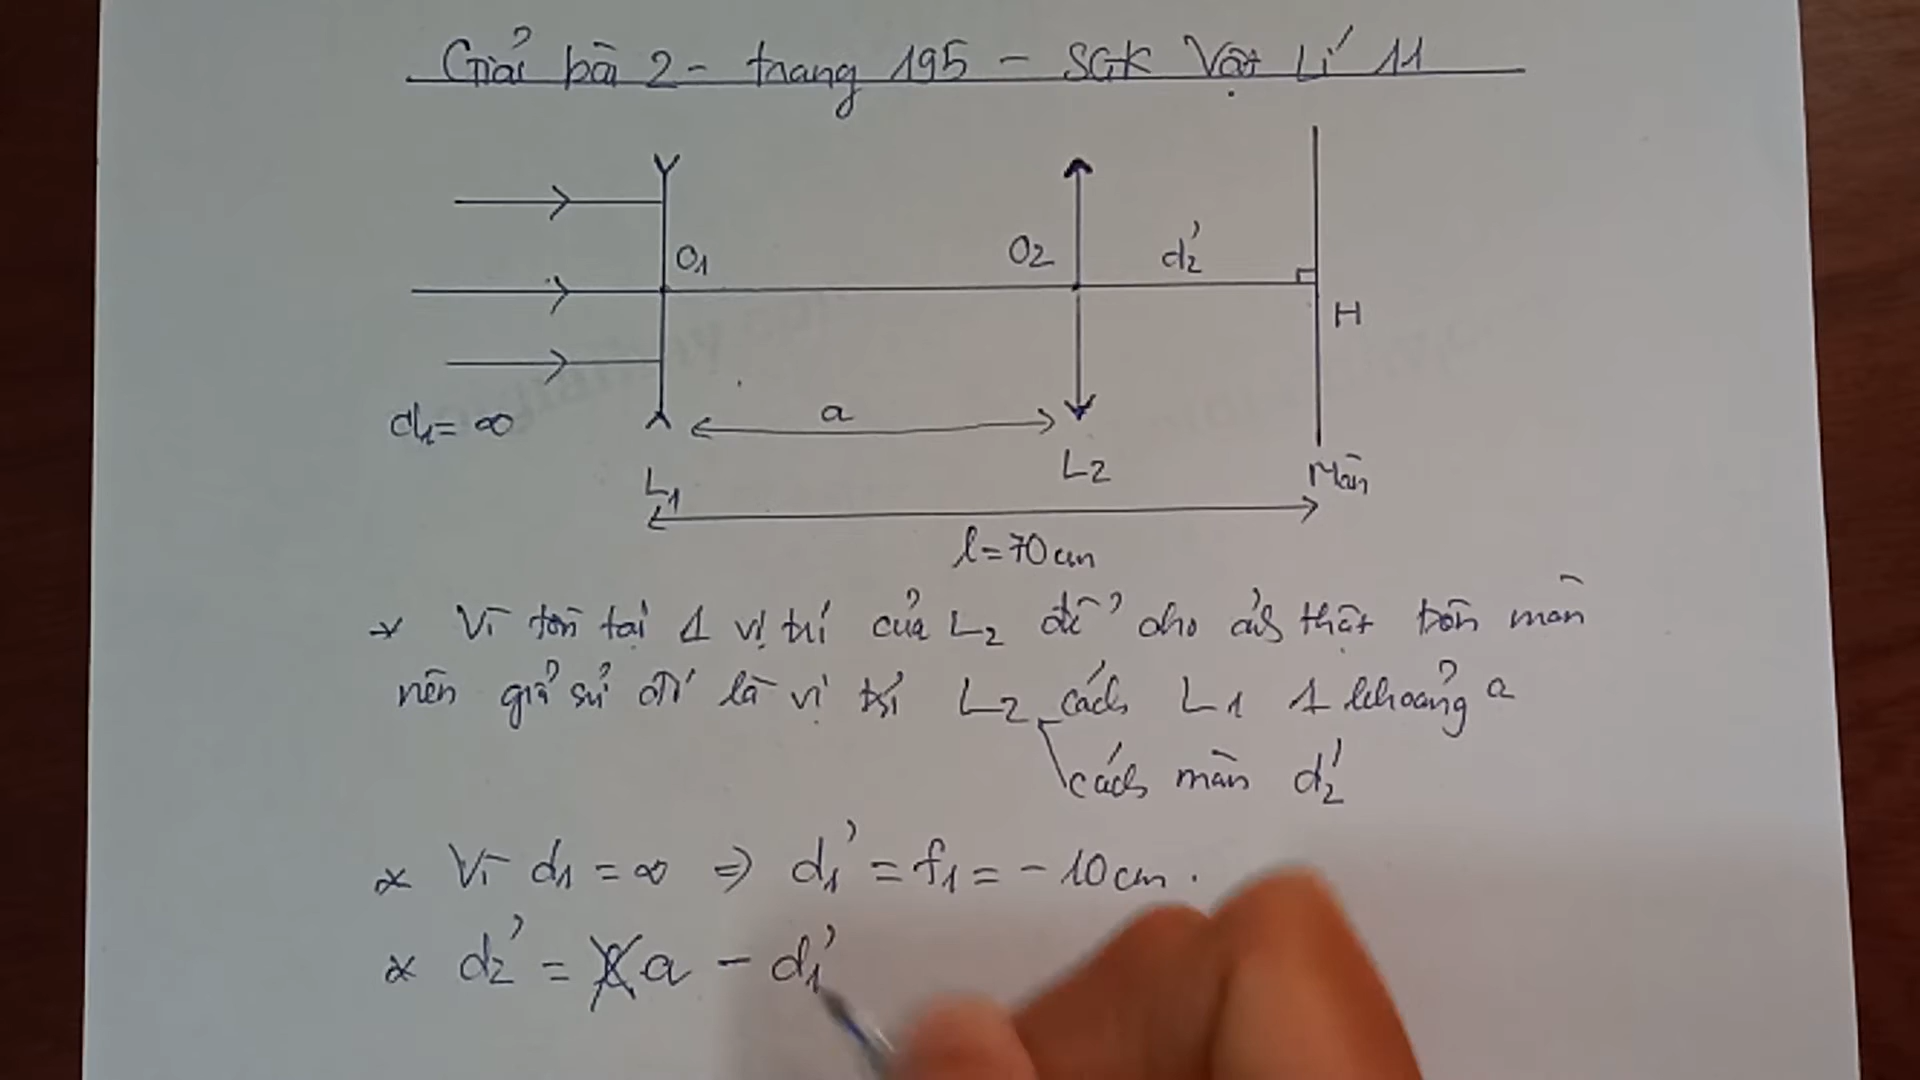 Giải bài 2 - trang 195 - SGK Vật Lí 11
O1 O2 d2'
H
d1 = ∞ a
L1 L2 Màn
l = 70 cm
* Vì tồn tại 1 vị trí của L2 để cho ảnh thật trên màn
nên giả sử đó là vị trí L2 cách L1 1 khoảng a
cách màn d2'
* Vì d1 = ∞ => d1' = f1 = -10cm.
* d2' = a - d1'